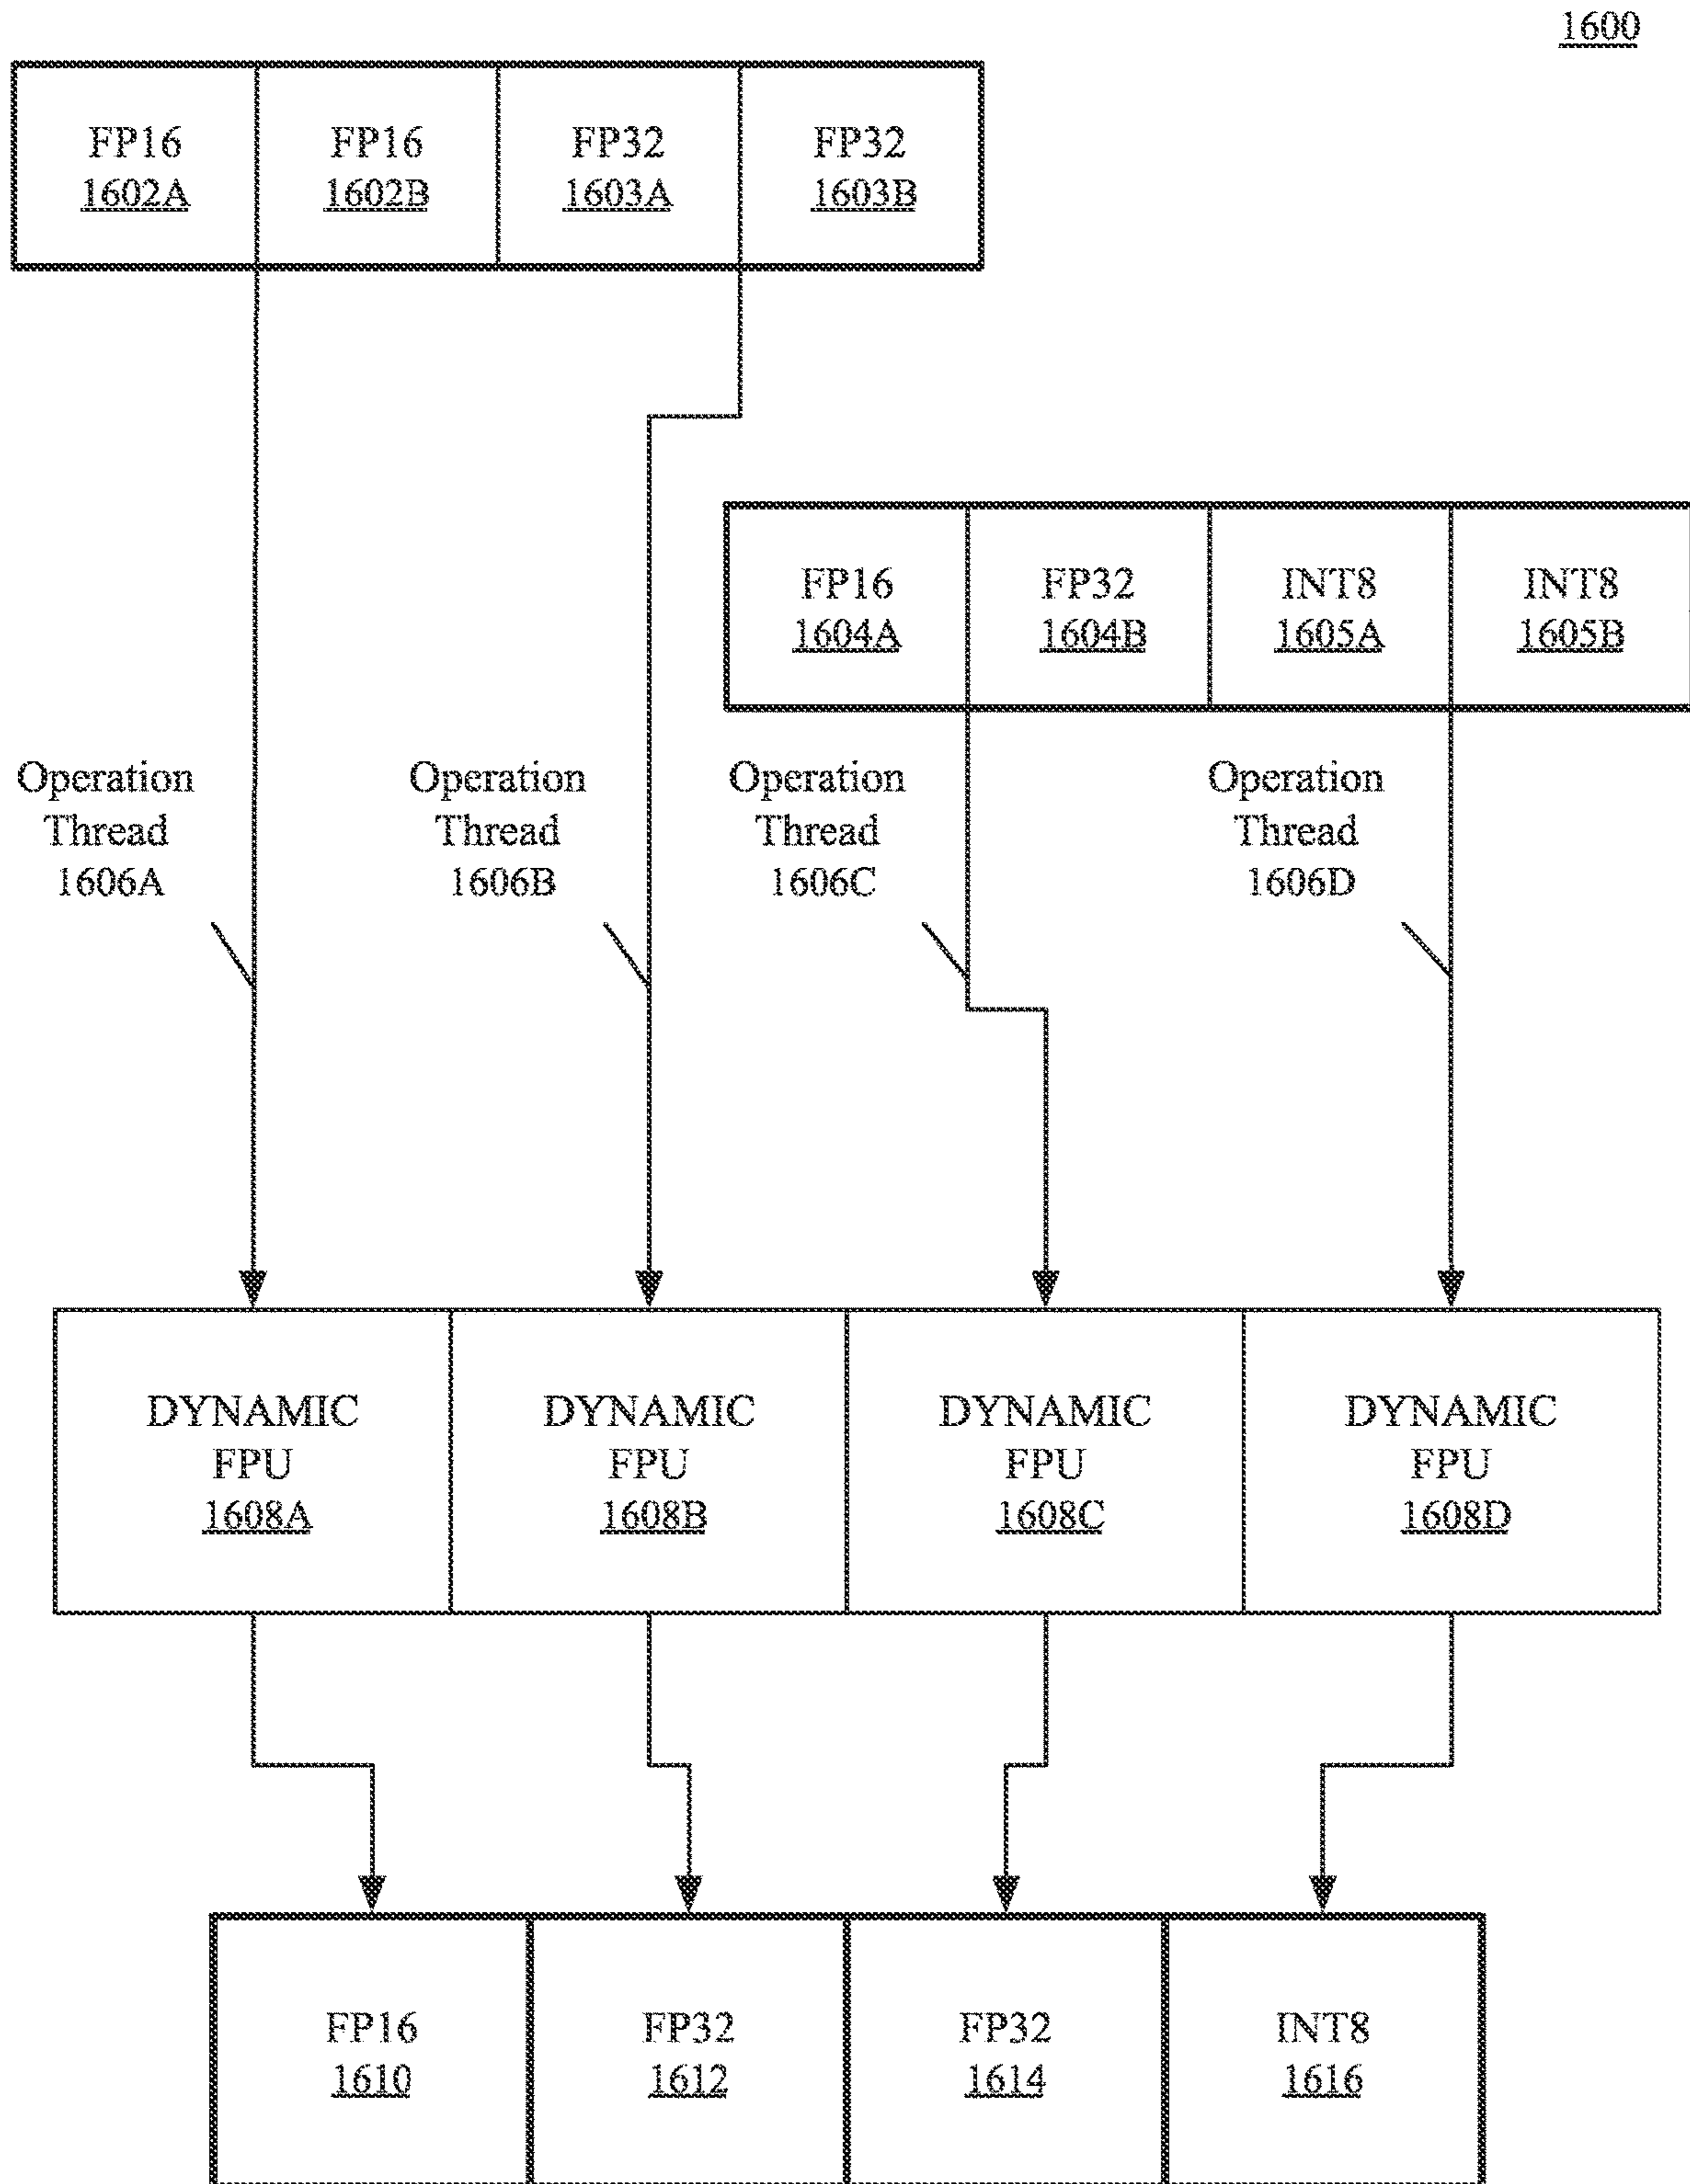 1600
FP16
1602A
FP16
1602B
FP32
1603A
FP32
1603B
FP16
1604A
FP32
1604B
INT8
1605A
INT8
1605B
Operation
Thread
1606A
Operation
Thread
1606B
Operation
Thread
1606C
Operation
Thread
1606D
DYNAMIC
FPU
1608A
DYNAMIC
FPU
1608B
DYNAMIC
FPU
1608C
DYNAMIC
FPU
1608D
FP16
1610
FP32
1612
FP32
1614
INT8
1616